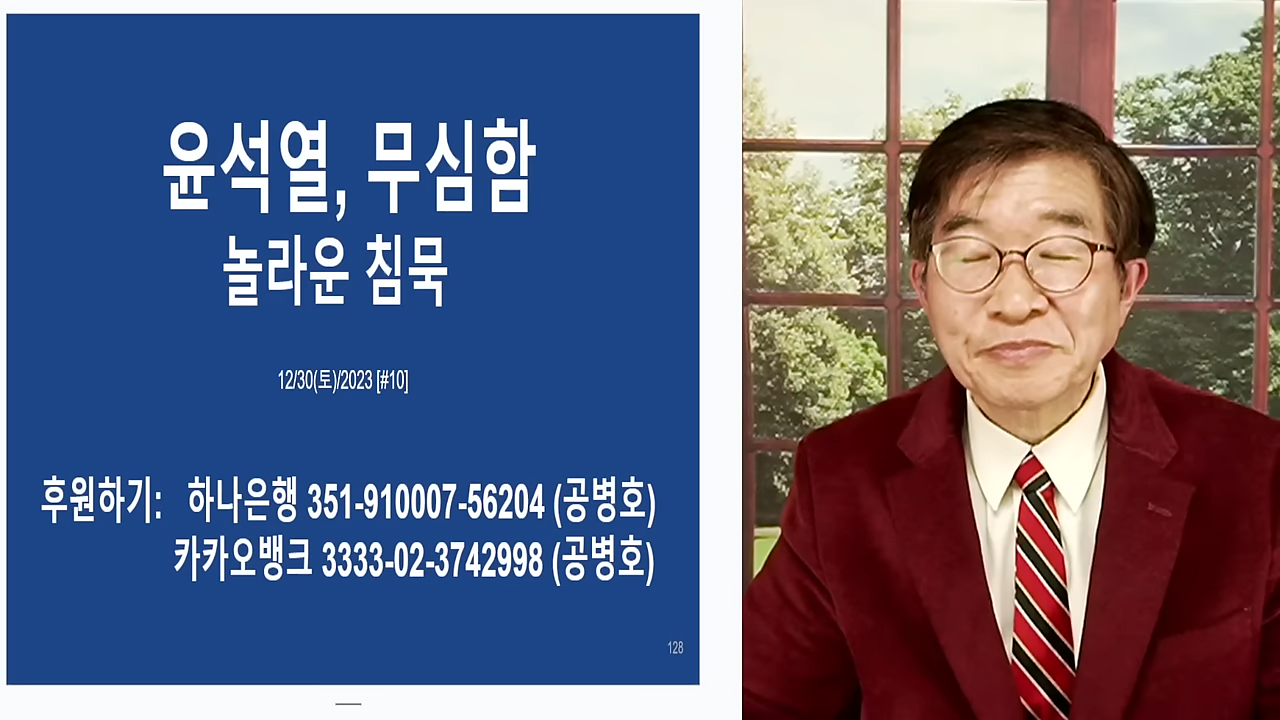 윤석열, 무심함
놀라운 침묵
12/30(토)/2023 [#10]
후원하기: 하나은행 351-910007-56204 (공병호)
카카오뱅크 3333-02-3742998 (공병호)
128